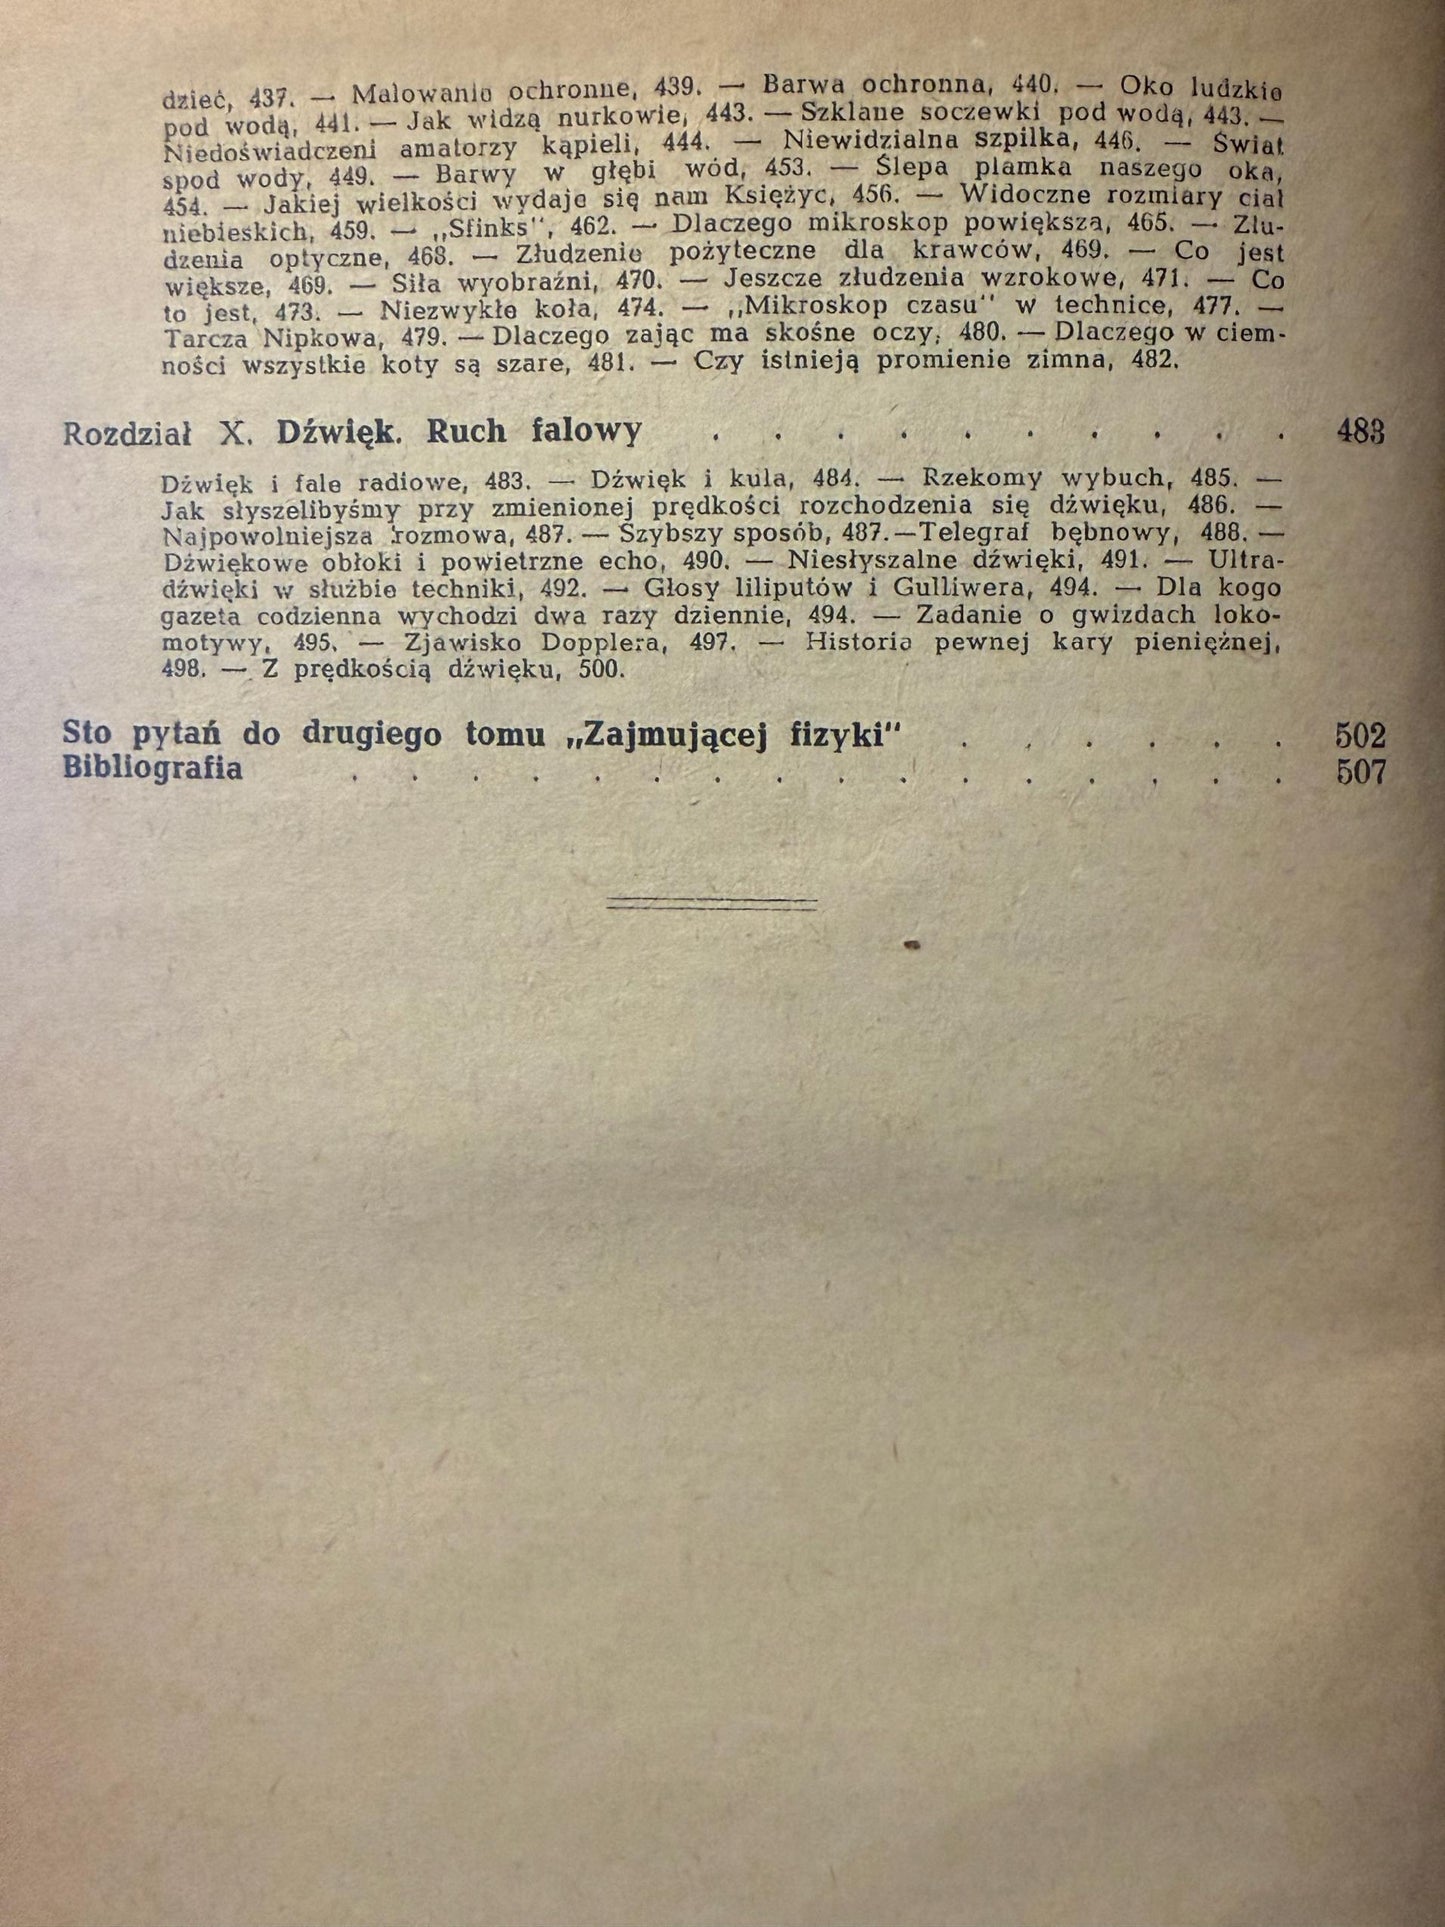 dzieć, 437. — Malowanie ochronne, 439. — Barwa ochronna, 440. — Oko ludzkie
pod wodą, 441. — Jak widzą nurkowie, 443. — Szklane soczewki pod wodą, 443. —
Niedoświadczeni amatorzy kąpieli, 444. — Niewidzialna szpilka, 446. — Świat
spod wody, 449. — Barwy w głębi wód, 453. — Ślepa plamka naszego oka,
454. — Jakiej wielkości wydaje się nam Księżyc, 456. — Widoczne rozmiary ciał
niebieskich, 459. — „Sfinks", 462. — Dlaczego mikroskop powiększa, 465. — Złu-
dzenia optyczne, 468. — Złudzenie pożyteczne dla krawców, 469. — Co jest
większe, 469. — Siła wyobraźni, 470. — Jeszcze złudzenia wzrokowe, 471. — Co
to jest, 473. — Niezwykłe koła, 474. — „Mikroskop czasu" w technice, 477. —
Tarcza Nipkowa, 479. — Dlaczego zając ma skośne oczy, 480. — Dlaczego w ciem-
ności wszystkie koty są szare, 481. — Czy istnieją promienie zimna, 482.
Rozdział X. Dźwięk. Ruch falowy . . . . . . . . . . 483
Dźwięk i fale radiowe, 483. — Dźwięk i kula, 484. — Rzekomy wybuch, 485. —
Jak słyszelibyśmy przy zmienionej prędkości rozchodzenia się dźwięku, 486. —
Najpowolniejsza rozmowa, 487. — Szybszy sposób, 487. — Telegraf bębnowy, 488. —
Dźwiękowe obłoki i powietrzne echo, 490. — Niesłyszalne dźwięki, 491. — Ultra-
dźwięki w służbie techniki, 492. — Głosy liliputów i Gulliwera, 494. — Dla kogo
gazeta codzienna wychodzi dwa razy dziennie, 494. — Zadanie o gwizdach loko-
motywy, 495. — Zjawisko Dopplera, 497. — Historia pewnej kary pieniężnej,
498. — Z prędkością dźwięku, 500.
Sto pytań do drugiego tomu „Zajmującej fizyki" . . . . . . 502
Bibliografia . . . . . . . . . . . . . . . . 507